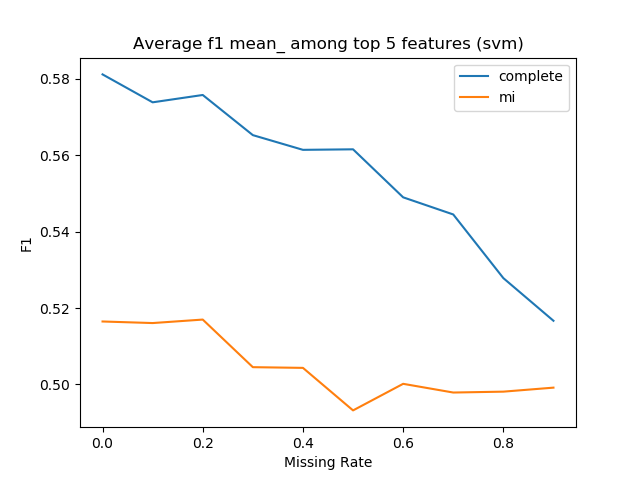 Average f1 mean_ among top 5 features (svm)
complete
mi
0.58
0.56
0.54
0.52
0.50
F1
0.0 0.2 0.4 0.6 0.8
Missing Rate